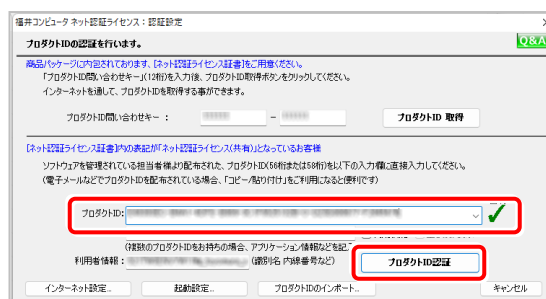 福井コンピュータ ネット認証ライセンス : 認証設定
プロダクトIDの認証を行います。
Q&A
商品パッケージに内包されております、[ネット認証ライセンス証書]をご用意ください。
「プロダクトID問い合わせキー」(12桁)を入力後、プロダクトID取得ボタンをクリックしてください。
インターネットを通して、プロダクトIDを取得する事ができます。
プロダクトID問い合わせキー : - プロダクトID 取得
[ネット認証ライセンス証書]内の表記が「ネット認証ライセンス(共有)」となっているお客様
ソフトウェアを管理されている担当者様より配布された、プロダクトID(56桁または58桁)を以下の入力欄に直接入力してください。
(電子メールなどでプロダクトIDを配布されている場合、「コピー/貼り付け」をご利用になると便利です)
プロダクトID:
(複数のプロダクトIDをお持ちの場合、アプリケーション情報などを記
利用者情報 : (識別名 内線番号など) プロダクトID認証
インターネット設定... 起動設定... プロダクトIDのインポート... キャンセル